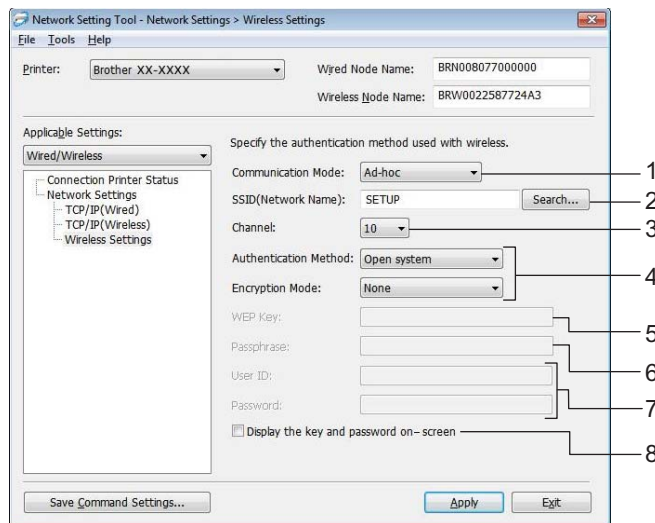 Network Setting Tool - Network Settings > Wireless Settings
File Tools Help
Printer: Brother XX-XXXX Wired Node Name: BRN008077000000
Wireless Node Name: BRW0022587724A3
Applicable Settings:
Wired/Wireless
Connection Printer Status
Network Settings
TCP/IP(Wired)
TCP/IP(Wireless)
Wireless Settings
Specify the authentication method used with wireless.
Communication Mode: Ad-hoc 1
SSID(Network Name): SETUP Search... 2
Channel: 10 3
Authentication Method: Open system
4
Encryption Mode: None
WEP Key: 5
Passphrase: 6
User ID:
7
Password:
Display the key and password on-screen 8
Save Command Settings... Apply Exit